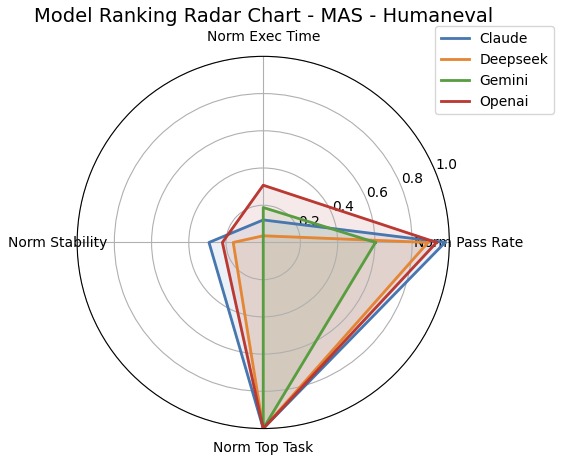 Model Ranking Radar Chart - MAS - Humaneval
Norm Exec Time
Claude
Deepseek
Gemini
Openai
1.0
0.8
0.6
0.4
0.2
Norm Stability
Norm Pass Rate
Norm Top Task